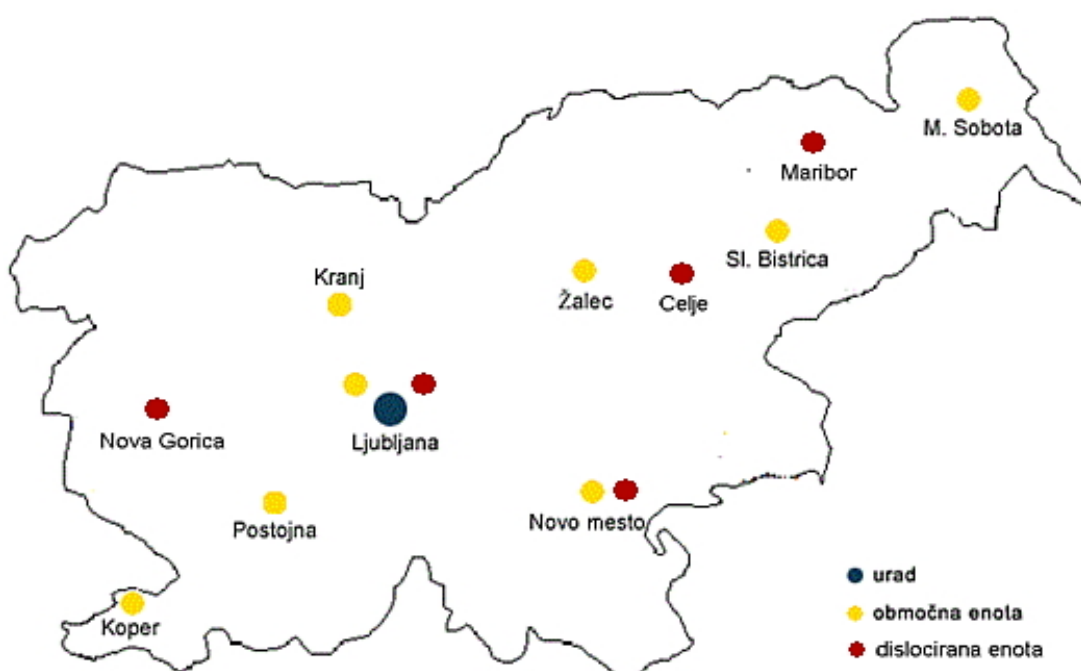 M. Sobota
Maribor
Sl. Bistrica
Kranj
Žalec
Celje
Nova Gorica
Ljubljana
Postojna
Novo mesto
Koper
urad
območna enota
dislocirana enota